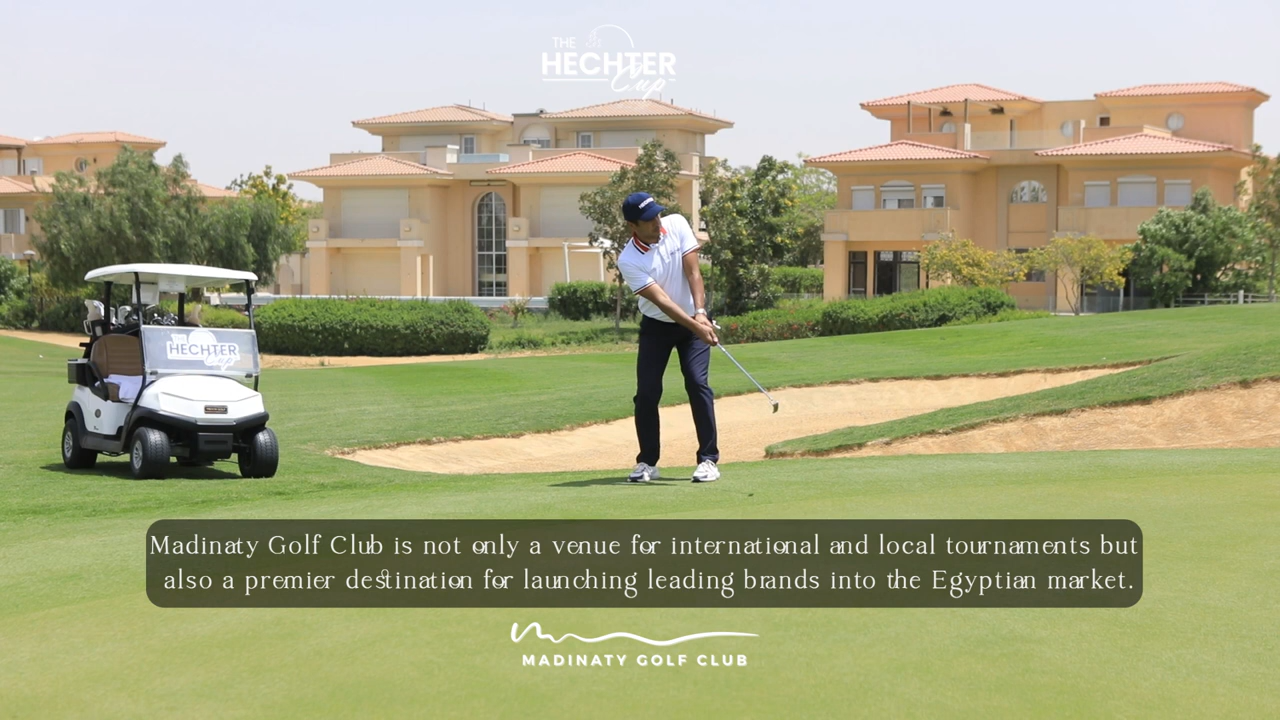 THE
HECHTER
Cup
THE
HECHTER
Cup
Madinaty Golf Club is not only a venue for international and local tournaments but
also a premier destination for launching leading brands into the Egyptian market.
MADINATY GOLF CLUB